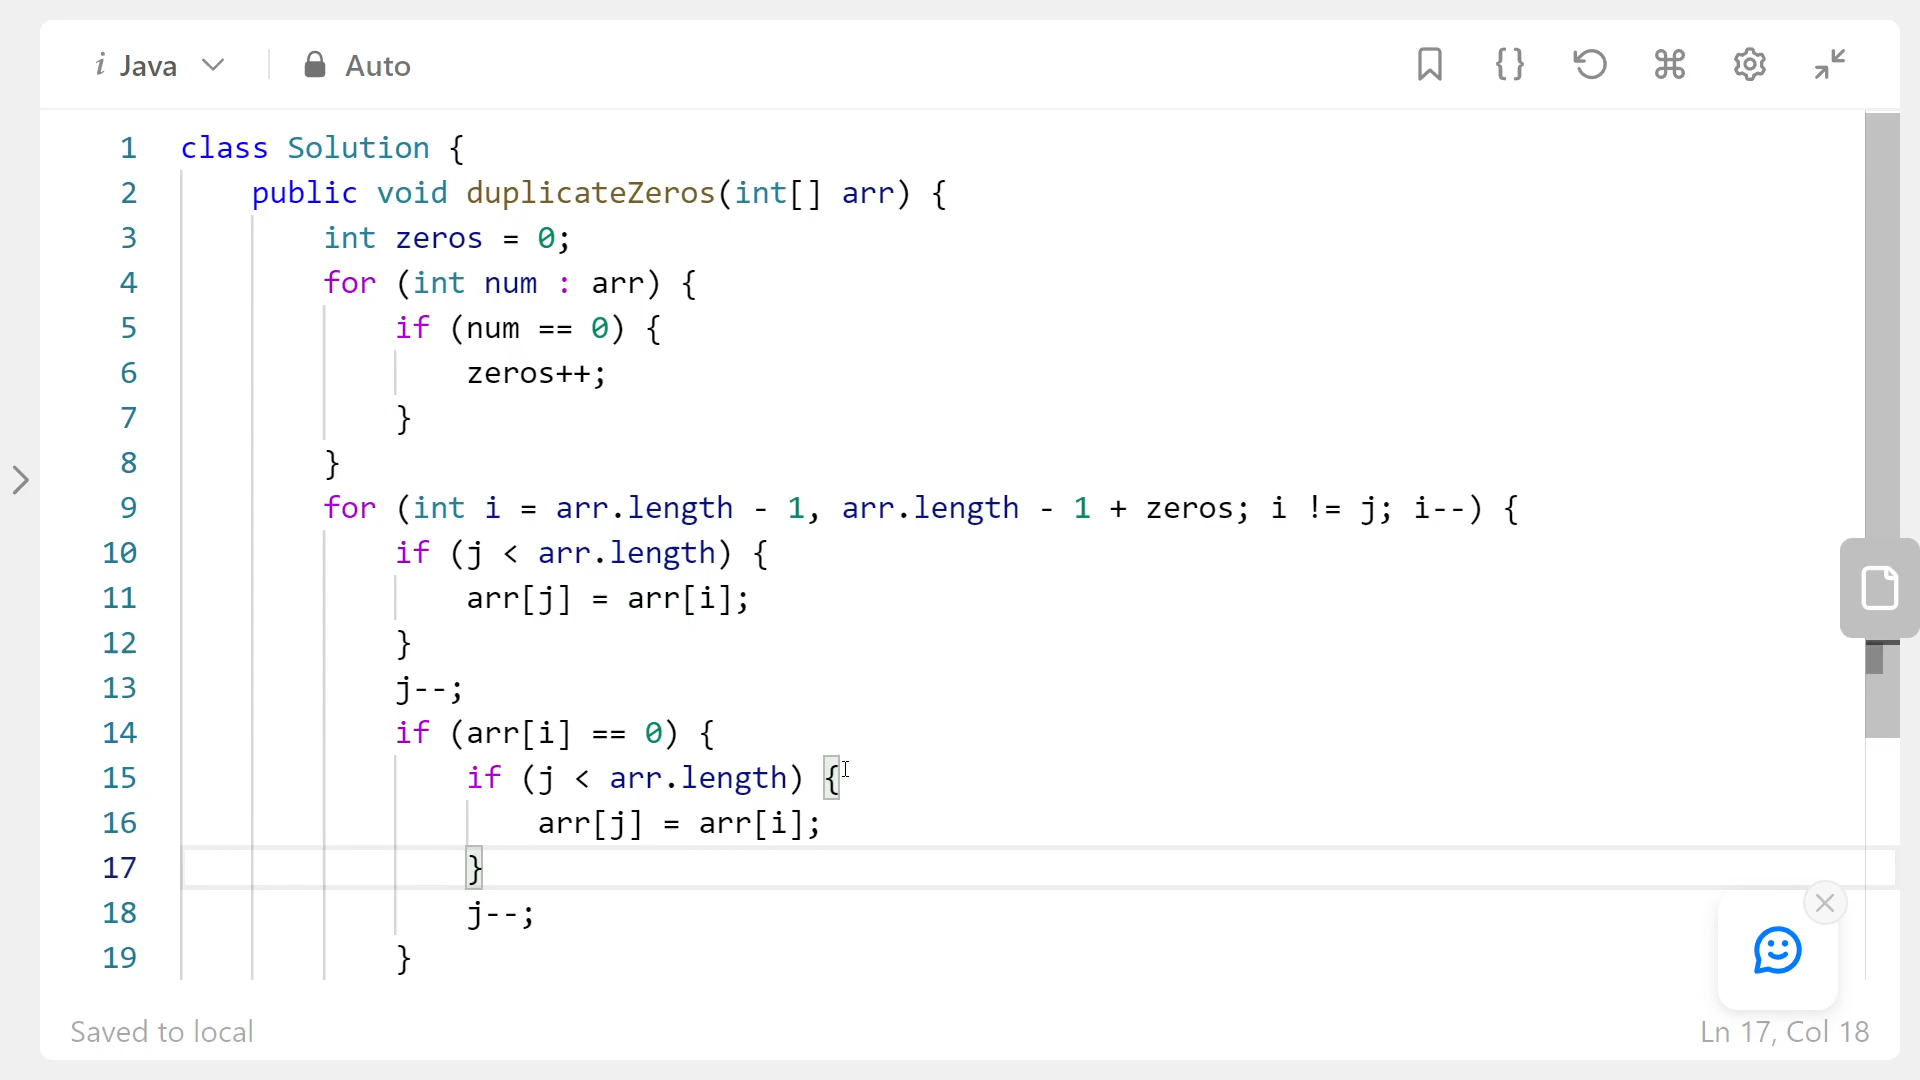 i Java Auto
1 class Solution {
2 public void duplicateZeros(int[] arr) {
3 int zeros = 0;
4 for (int num : arr) {
5 if (num == 0) {
6 zeros++;
7 }
8 }
9 for (int i = arr.length - 1, arr.length - 1 + zeros; i != j; i--) {
10 if (j < arr.length) {
11 arr[j] = arr[i];
12 }
13 j--;
14 if (arr[i] == 0) {
15 if (j < arr.length) {
16 arr[j] = arr[i];
17 }
18 j--;
19 }
Saved to local Ln 17, Col 18